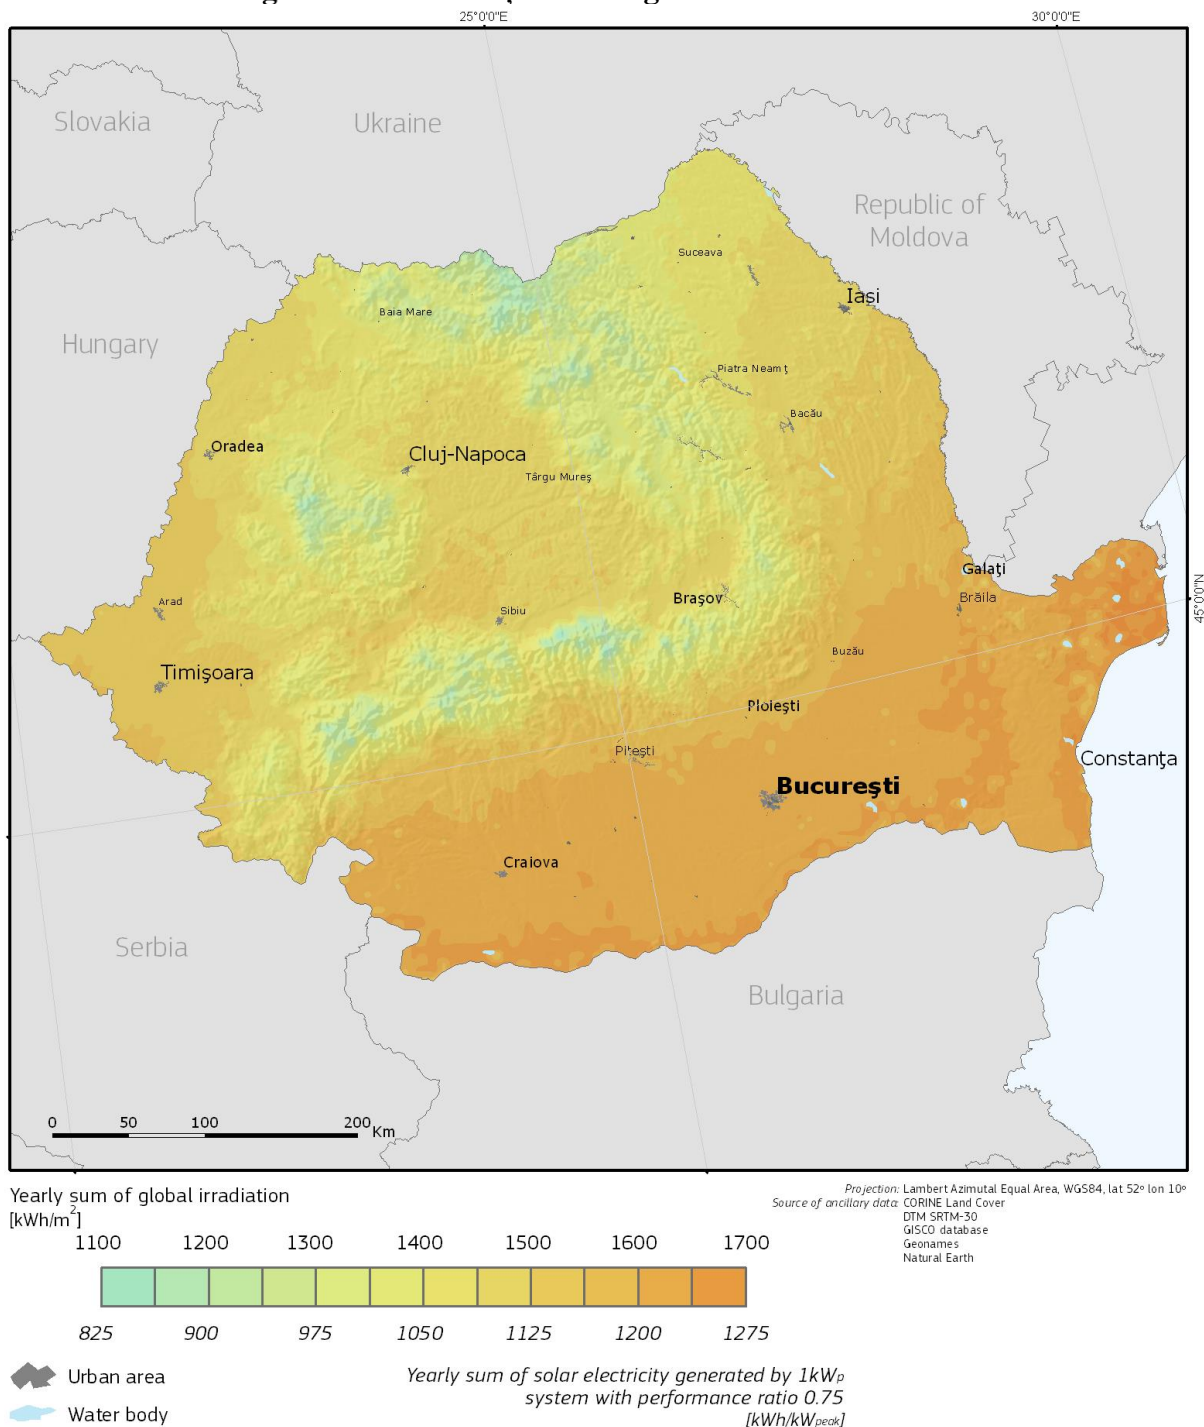 25°0'0"E
30°0'0"E
Slovakia
Ukraine
Republic of
Moldova
Suceava
Iasi
Baia Mare
Hungary
Piatra Neamţ
Bacău
Oradea
Cluj-Napoca
Târgu Mureş
Galaţi
Braşov
Brăila
Arad
Sibiu
45°0'0"N
Buzău
Timişoara
Ploieşti
Piteşti
Constanţa
Bucureşti
Craiova
Serbia
Bulgaria
0 50 100 200 Km
Yearly sum of global irradiation
[kWh/m²]
Projection: Lambert Azimutal Equal Area, WGS84, lat 52º lon 10º
Source of ancillary data: CORINE Land Cover
DTM SRTM-30
GISCO database
Geonames
Natural Earth
1100 1200 1300 1400 1500 1600 1700
825 900 975 1050 1125 1200 1275
Urban area
Yearly sum of solar electricity generated by 1kWp
system with performance ratio 0.75
[kWh/kWpeak]
Water body